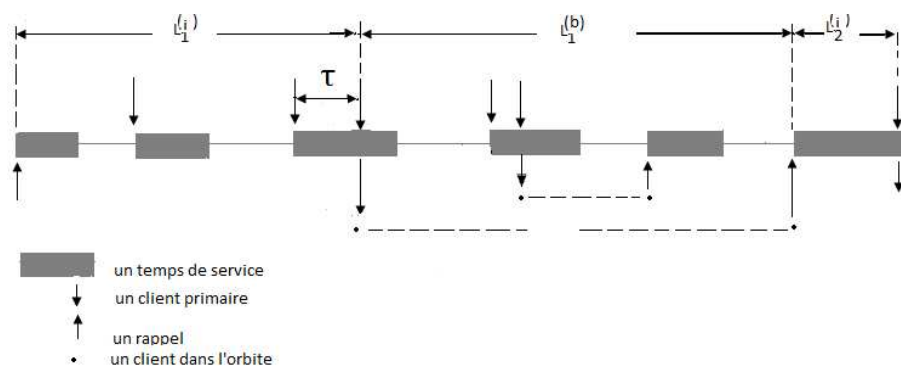 L₁⁽ⁱ⁾ L₁⁽ᵇ⁾ L₂⁽ⁱ⁾
τ
un temps de service
un client primaire
un rappel
un client dans l'orbite